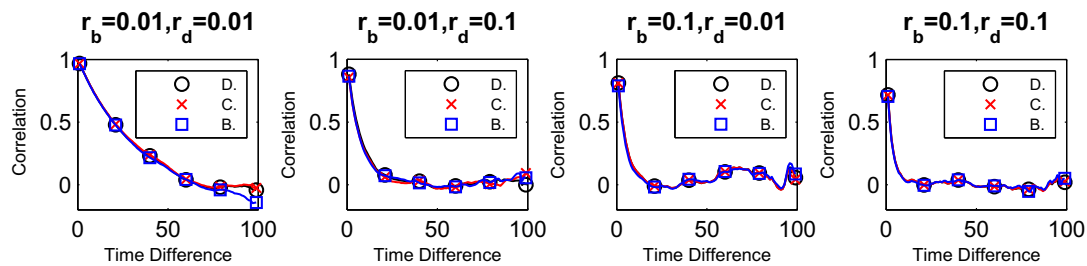 r_b=0.01,r_d=0.01
1
0.5
0
Correlation
D.
C.
B.
0 50 100
Time Difference
r_b=0.01,r_d=0.1
1
0.5
0
Correlation
D.
C.
B.
0 50 100
Time Difference
r_b=0.1,r_d=0.01
1
0.5
0
Correlation
D.
C.
B.
0 50 100
Time Difference
r_b=0.1,r_d=0.1
1
0.5
0
Correlation
D.
C.
B.
0 50 100
Time Difference